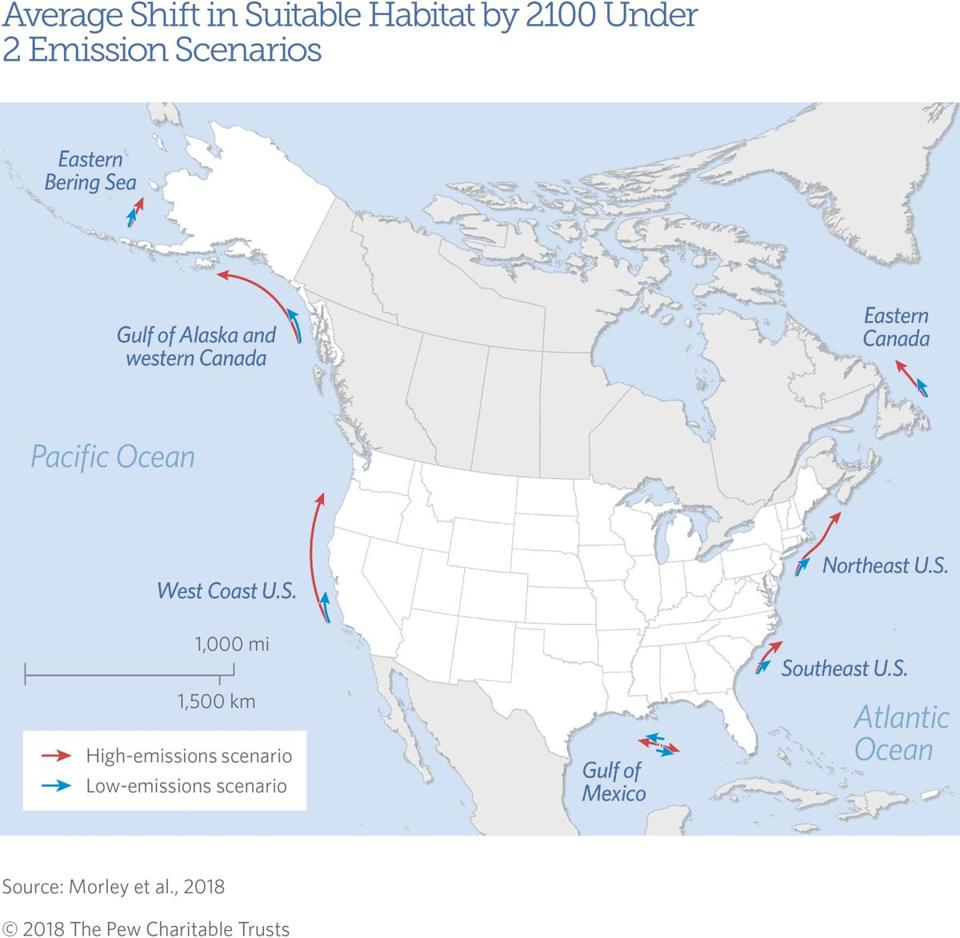 Average Shift in Suitable Habitat by 2100 Under
2 Emission Scenarios
Eastern
Bering Sea
Gulf of Alaska and
western Canada
Eastern
Canada
Pacific Ocean
Northeast U.S.
West Coast U.S.
1,000 mi
1,500 km
Southeast U.S.
Atlantic
Ocean
Gulf of
Mexico
High-emissions scenario
Low-emissions scenario
Source: Morley et al., 2018
© 2018 The Pew Charitable Trusts